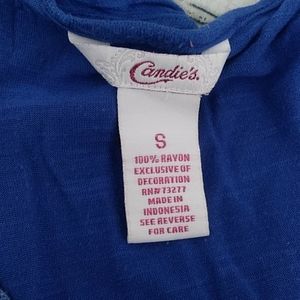 Candie's.
S
100% RAYON
EXCLUSIVE OF
DECORATION
RN#73277
MADE IN
INDONESIA
SEE REVERSE
FOR CARE